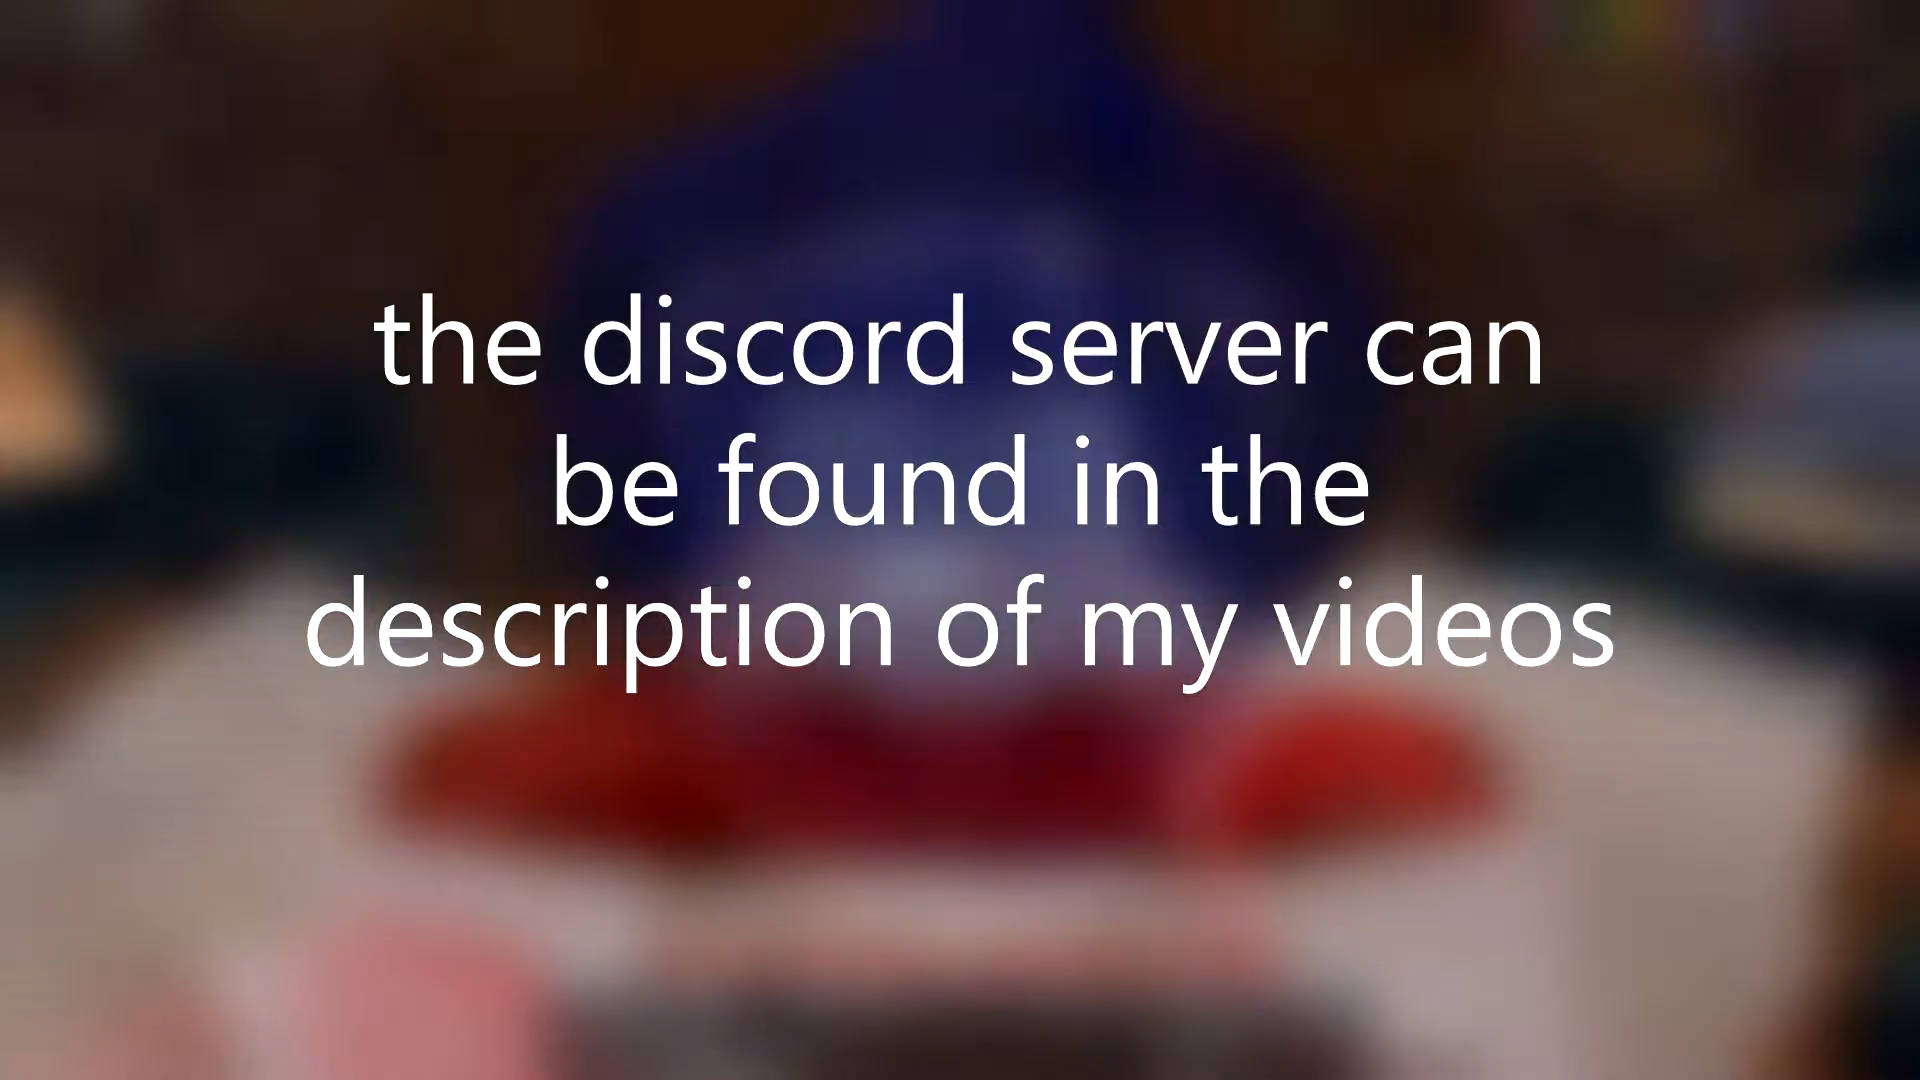 the discord server can
be found in the
description of my videos